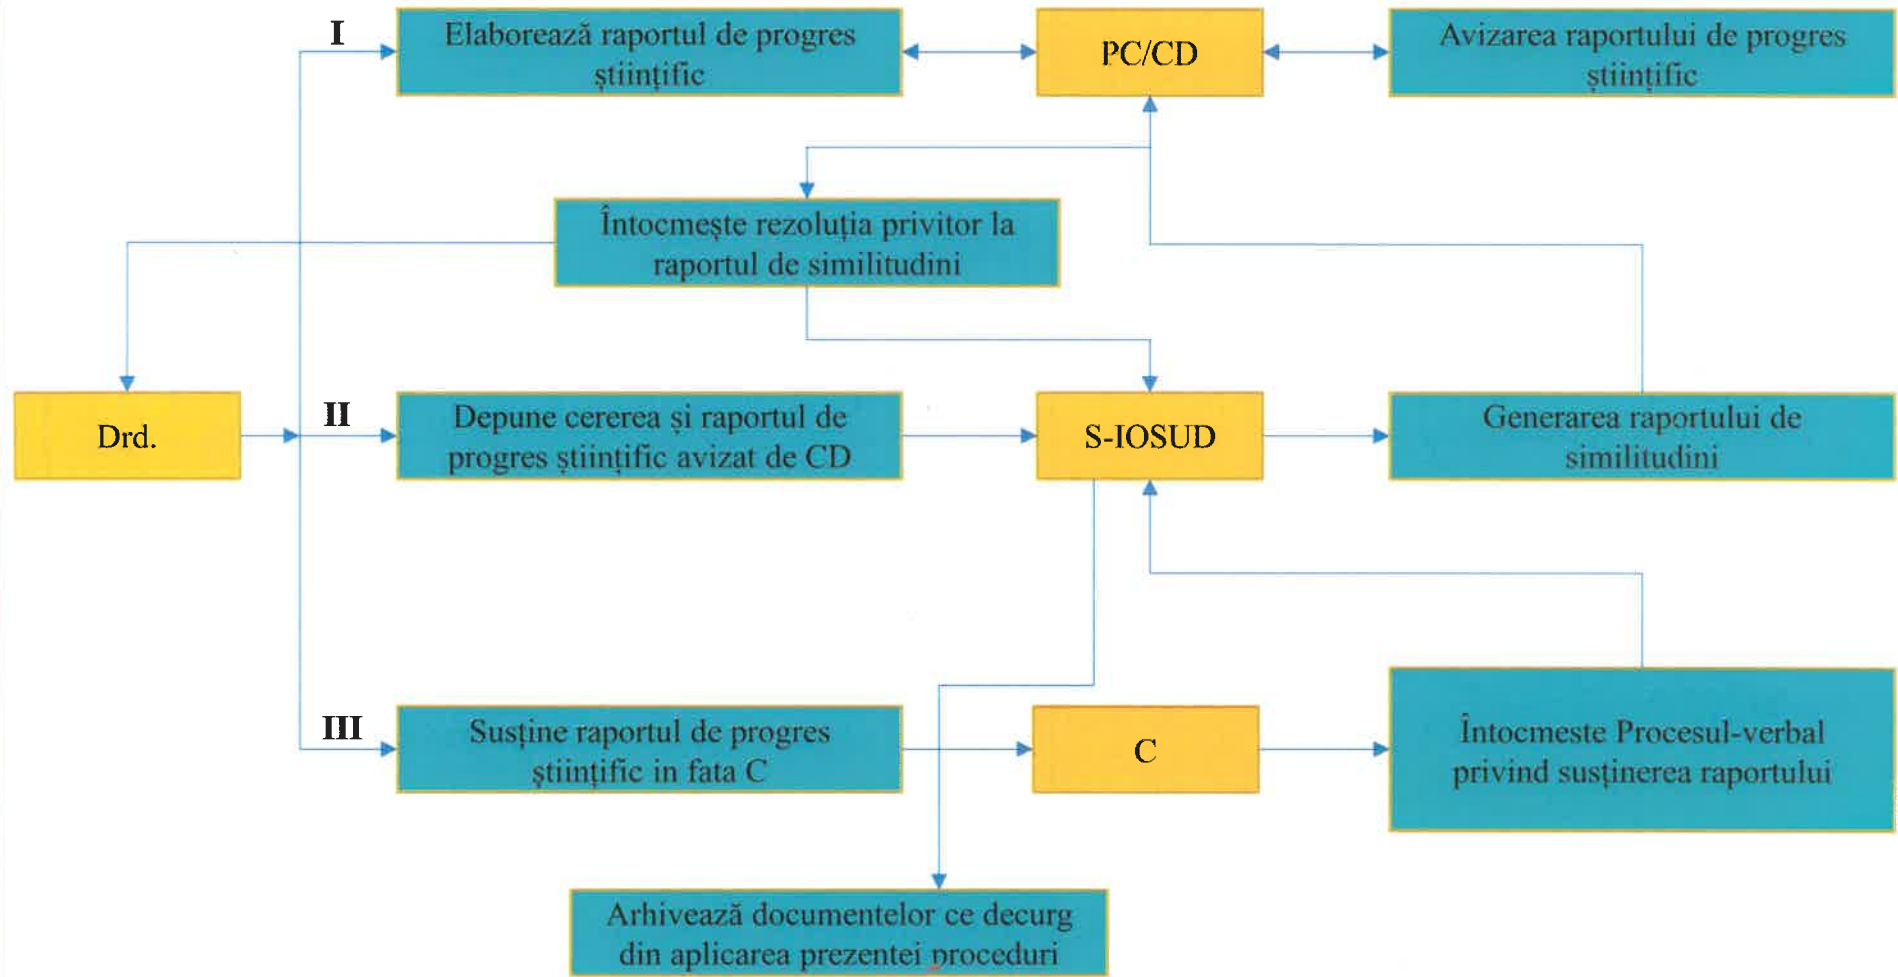 I
Elaborează raportul de progres
științific
PC/CD
Avizarea raportului de progres
științific
Întocmește rezoluția privitor la
raportul de similitudini
Drd.
II
Depune cererea și raportul de
progres științific avizat de CD
S-IOSUD
Generarea raportului de
similitudini
III
Susține raportul de progres
științific in fata C
C
Întocmeste Procesul-verbal
privind susținerea raportului
Arhivează documentelor ce decurg
din aplicarea prezentei proceduri